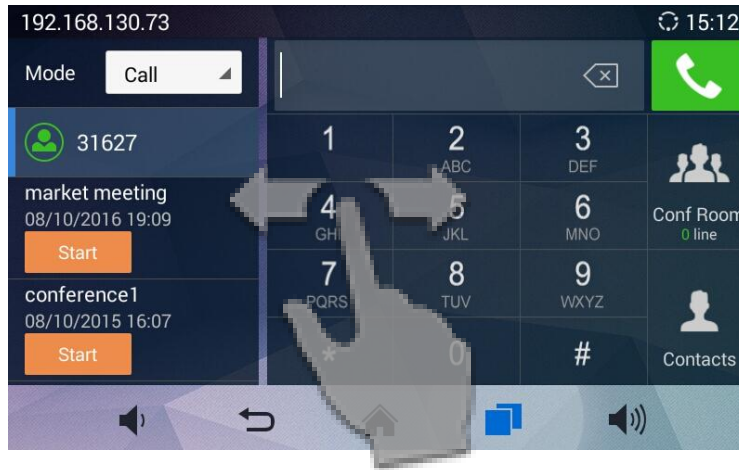 192.168.130.73
15:12
Mode
Call
31627
market meeting
08/10/2016 19:09
Start
conference1
08/10/2015 16:07
Start
1
2
ABC
3
DEF
4
GHI
5
JKL
6
MNO
7
PQRS
8
TUV
9
WXYZ
*
0
#
Conf Room
0 line
Contacts